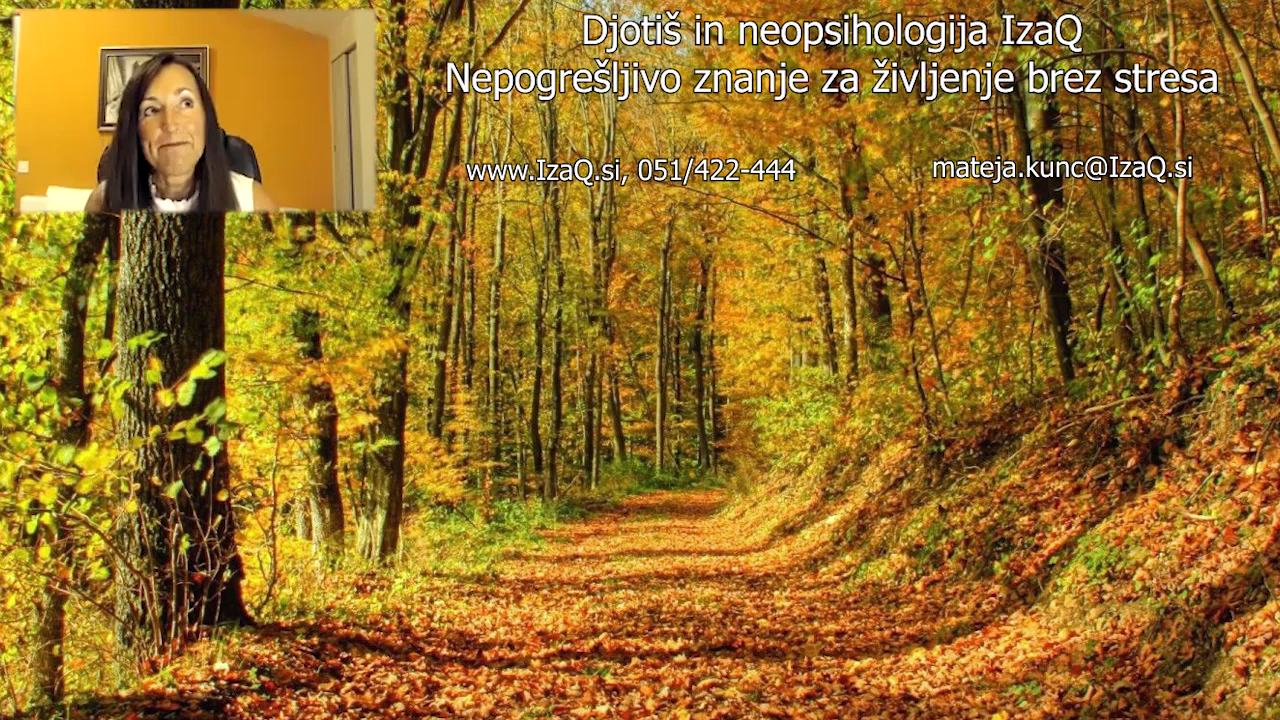 Djotiš in neopsihologija IzaQ
Nepogrešljivo znanje za življenje brez stresa
www.IzaQ.si, 051/422-444
mateja.kunc@IzaQ.si